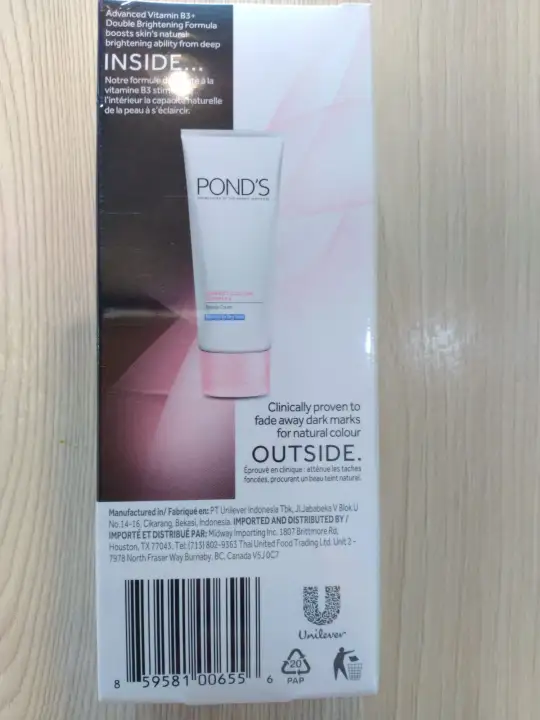 Advanced Vitamin B3+
Double Brightening Formula
boosts skin's natural
brightening ability from deep
INSIDE...
Notre formule à la
vitamine B3
l'intérieur la capacité naturelle
de la peau à s'éclaircir.
POND'S
Clinically proven to
fade away dark marks
for natural colour
OUTSIDE.
Éprouvé en clinique : atténue les taches
foncées, procurant un beau teint naturel.
Manufactured in/ Fabriqué en: PT Unilever Indonesia Tbk, Jl.Jababeka V Blok U
No.14-16, Cikarang, Bekasi, Indonesia. IMPORTED AND DISTRIBUTED BY /
IMPORTÉ ET DISTRIBUÉ PAR: Midway Importing Inc. 1807 Brittmore Rd,
Houston, TX 77043, Tel:(713) 802-9363 Thai United Food Trading Ltd. Unit 2 -
7978 North Fraser Way Burnaby, BC, Canada V5J 0C7
Unilever
20
PAP
8 59581 00655 6